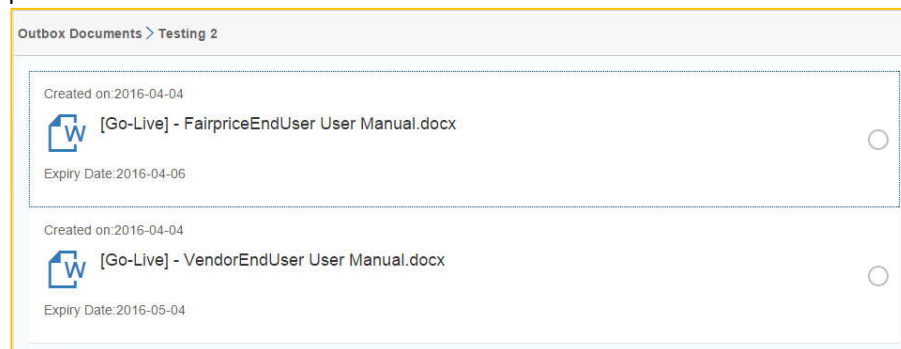 Outbox Documents > Testing 2
Created on:2016-04-04
W [Go-Live] - FairpriceEndUser User Manual.docx
Expiry Date:2016-04-06
Created on:2016-04-04
W [Go-Live] - VendorEndUser User Manual.docx
Expiry Date:2016-05-04